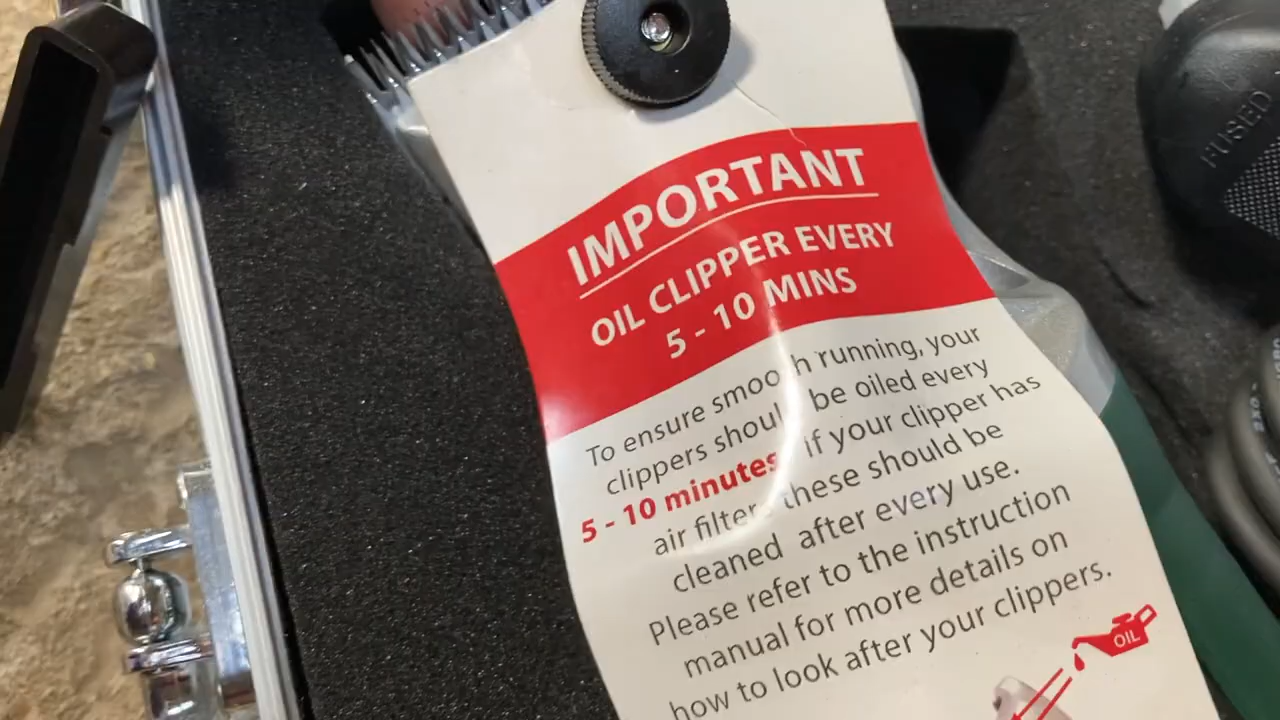 IMPORTANT
OIL CLIPPER EVERY
5 - 10 MINS
To ensure smooth running, your
clippers should be oiled every
5 - 10 minutes if your clipper has
air filters these should be
cleaned after every use.
Please refer to the instruction
manual for more details on
how to look after your clippers.
OIL
FUSED